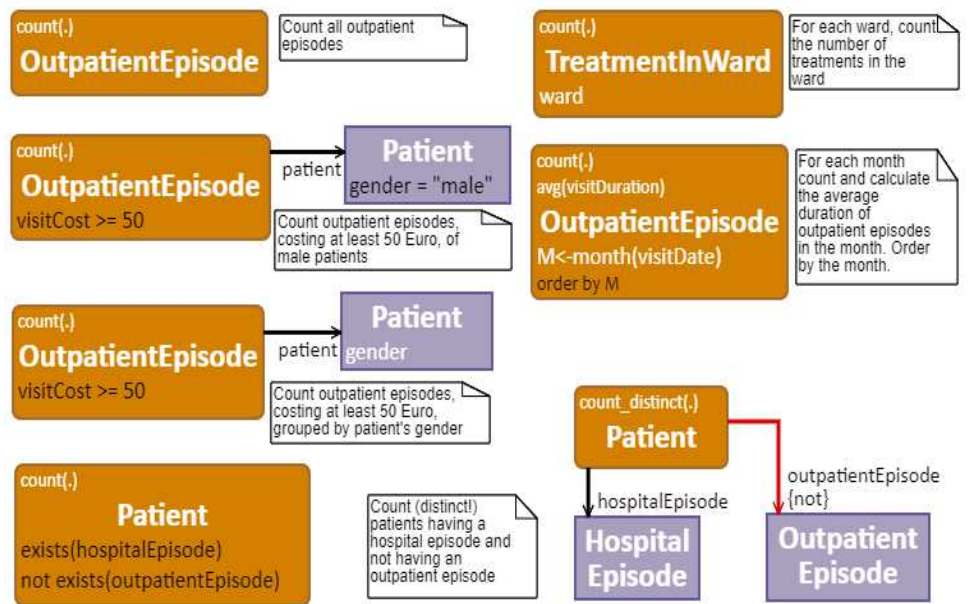 count(.)
OutpatientEpisode
Count all outpatient
episodes
count(.)
TreatmentInWard
ward
For each ward, count
the number of
treatments in the
ward
count(.)
OutpatientEpisode
visitCost >= 50
patient
Patient
gender = "male"
Count outpatient episodes,
costing at least 50 Euro, of
male patients
count(.)
avg(visitDuration)
OutpatientEpisode
M<-month(visitDate)
order by M
For each month
count and calculate
the average
duration of
outpatient episodes
in the month. Order
by the month.
count(.)
OutpatientEpisode
visitCost >= 50
patient
Patient
gender
Count outpatient episodes,
costing at least 50 Euro,
grouped by patient's gender
count(.)
Patient
exists(hospitalEpisode)
not exists(outpatientEpisode)
Count (distinct!)
patients having a
hospital episode and
not having an
outpatient episode
count_distinct(.)
Patient
hospitalEpisode
outpatientEpisode
{not}
Hospital
Episode
Outpatient
Episode